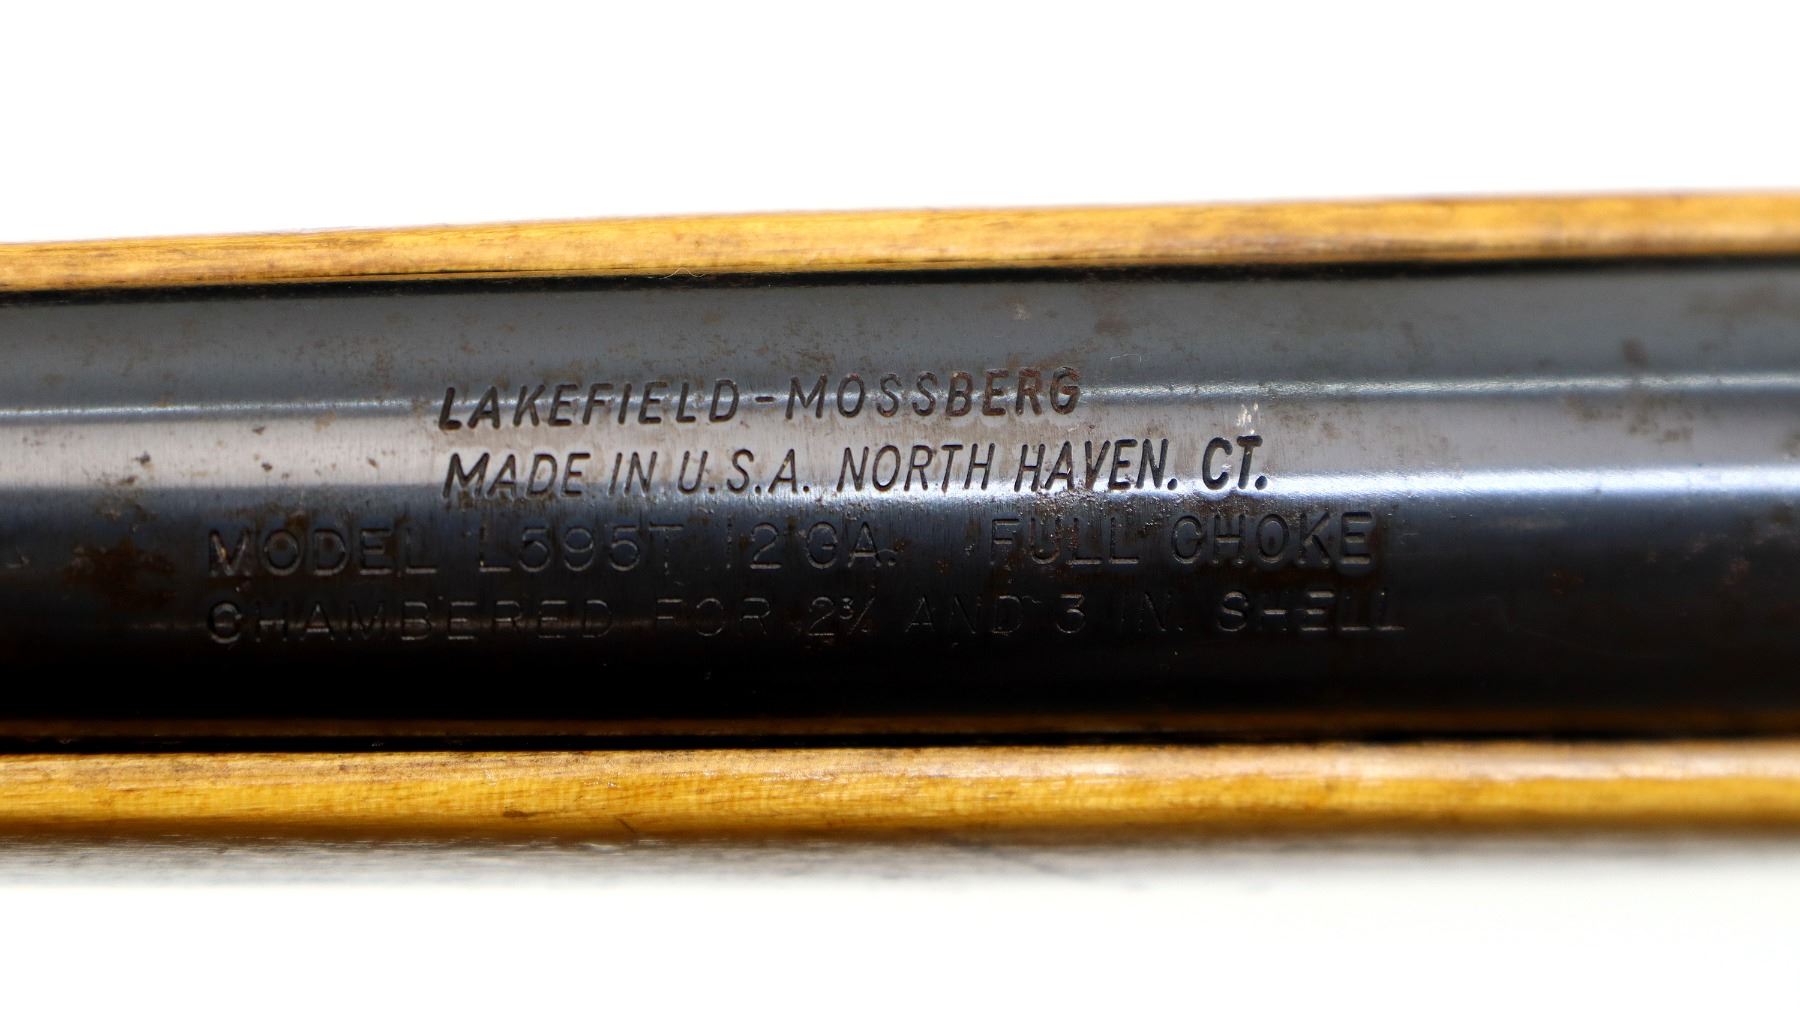 LAKEFIELD-MOSSBERG
MADE IN U.S.A. NORTH HAVEN. CT.
MODEL L595T 12 GA. FULL CHOKE
CHAMBERED FOR 2¾ AND 3 IN. SHELL